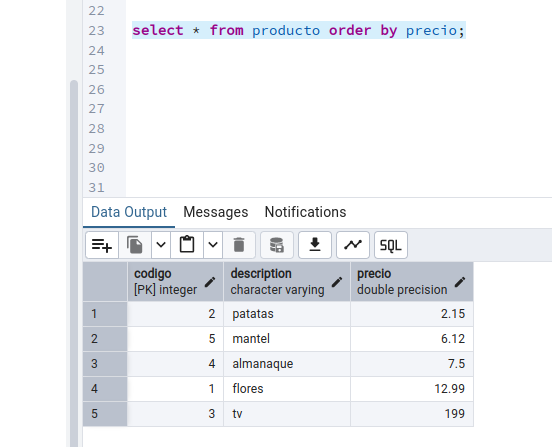 22
23 select * from producto order by precio;
24
25
26
27
28
29
30
31
Data Output Messages Notifications
SQL
codigo description precio
[PK] integer character varying double precision
1 2 patatas 2.15
2 5 mantel 6.12
3 4 almanaque 7.5
4 1 flores 12.99
5 3 tv 199